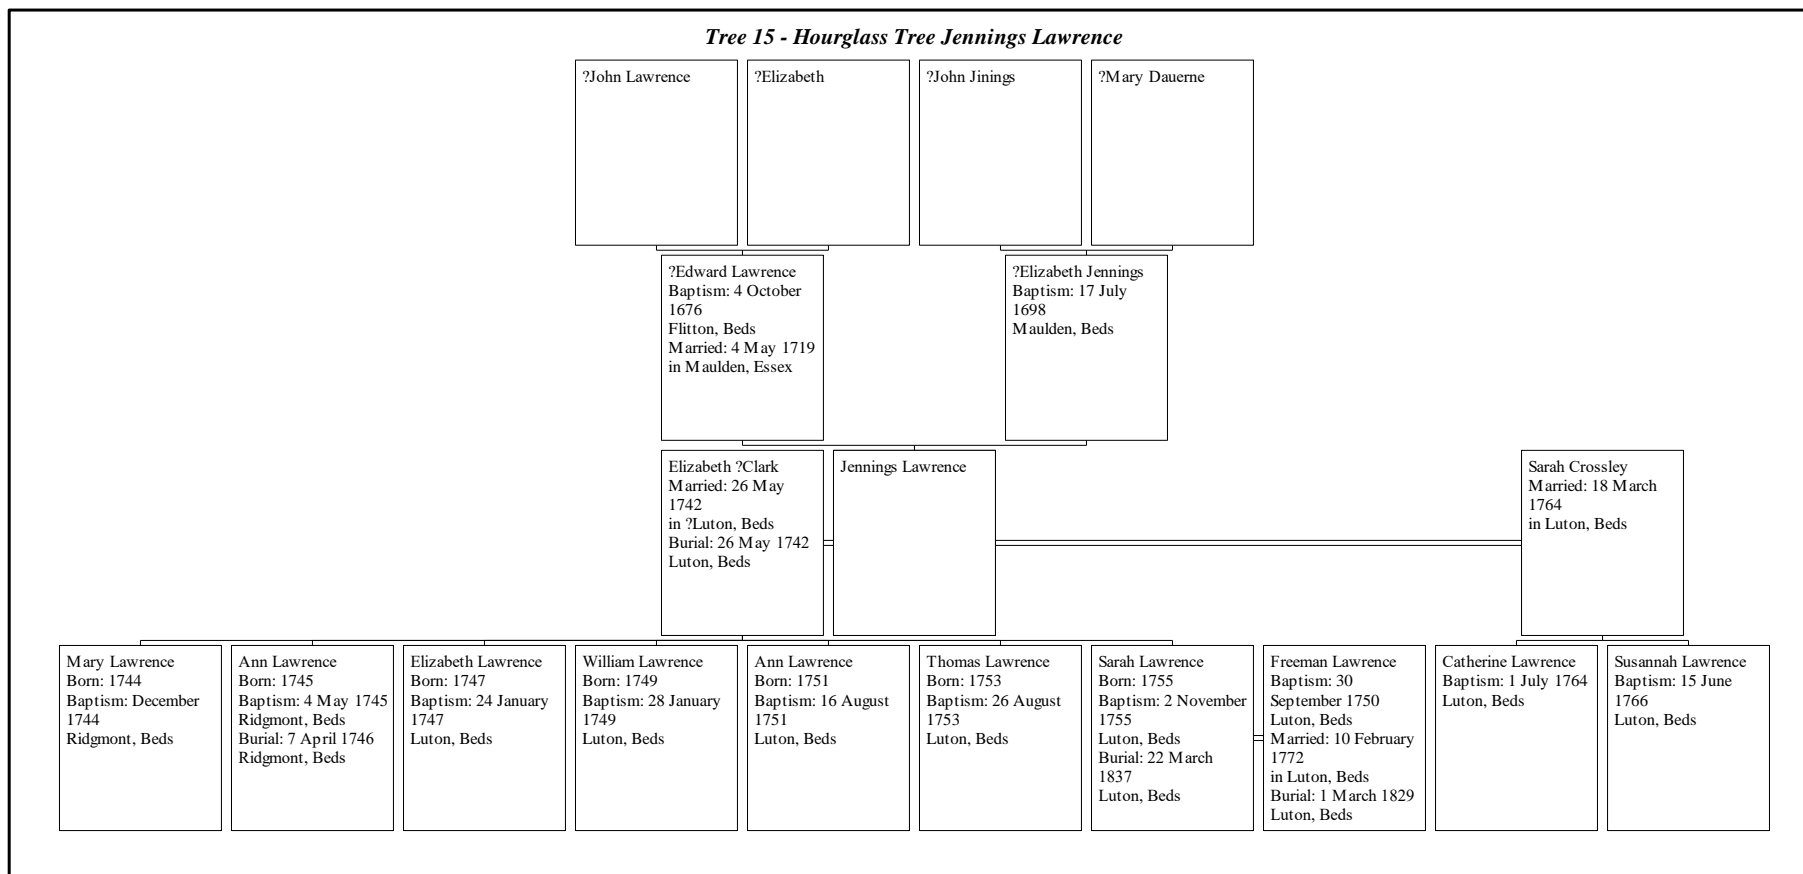 Tree 15 - Hourglass Tree Jennings Lawrence
?John Lawrence
?Elizabeth
?John Jinings
?Mary Dauerne
?Edward Lawrence
Baptism: 4 October
1676
Flitton, Beds
Married: 4 May 1719
in Maulden, Essex
?Elizabeth Jennings
Baptism: 17 July
1698
Maulden, Beds
Elizabeth ?Clark
Married: 26 May
1742
in ?Luton, Beds
Burial: 26 May 1742
Luton, Beds
Jennings Lawrence
Sarah Crossley
Married: 18 March
1764
in Luton, Beds
Mary Lawrence
Born: 1744
Baptism: December
1744
Ridgmont, Beds
Ann Lawrence
Born: 1745
Baptism: 4 May 1745
Ridgmont, Beds
Burial: 7 April 1746
Ridgmont, Beds
Elizabeth Lawrence
Born: 1747
Baptism: 24 January
1747
Luton, Beds
William Lawrence
Born: 1749
Baptism: 28 January
1749
Luton, Beds
Ann Lawrence
Born: 1751
Baptism: 16 August
1751
Luton, Beds
Thomas Lawrence
Born: 1753
Baptism: 26 August
1753
Luton, Beds
Sarah Lawrence
Born: 1755
Baptism: 2 November
1755
Luton, Beds
Burial: 22 March
1837
Luton, Beds
Freeman Lawrence
Baptism: 30
September 1750
Luton, Beds
Married: 10 February
1772
in Luton, Beds
Burial: 1 March 1829
Luton, Beds
Catherine Lawrence
Baptism: 1 July 1764
Luton, Beds
Susannah Lawrence
Baptism: 15 June
1766
Luton, Beds